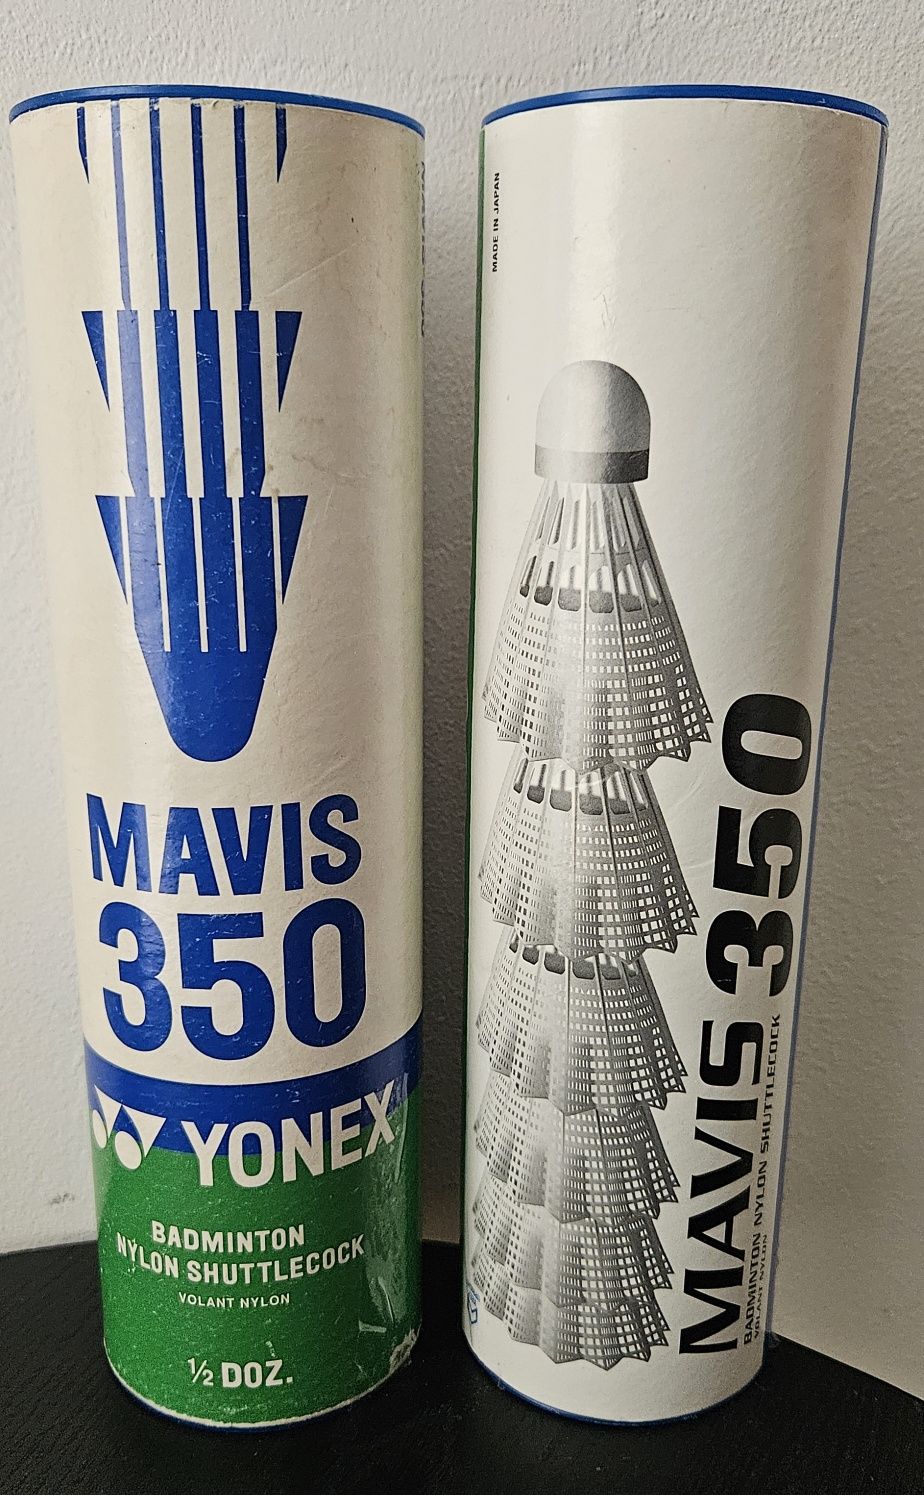 MAVIS
350
YONEX
BADMINTON
NYLON SHUTTLECOCK
VOLANT NYLON
½ DOZ.
MADE IN JAPAN
MAVIS 350
BADMINTON NYLON SHUTTLECOCK
VOLANT NYLON